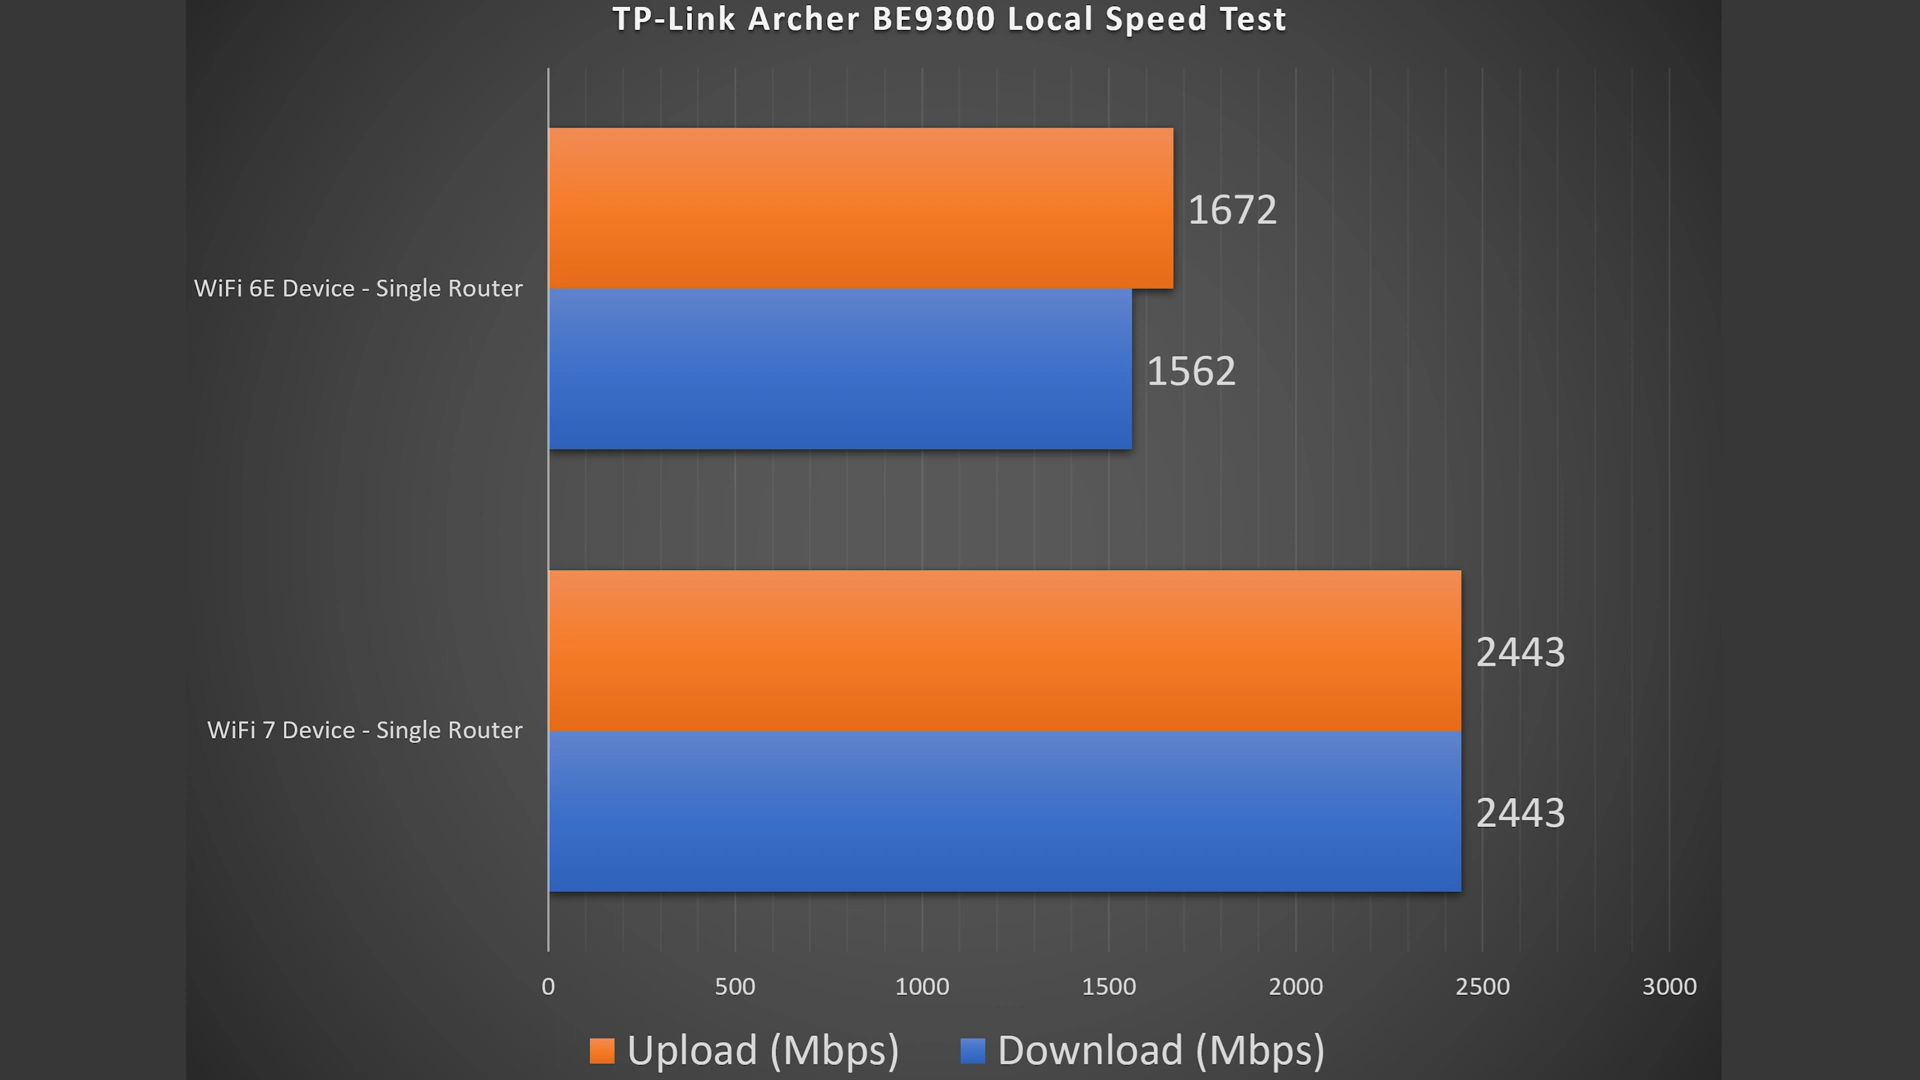 TP-Link Archer BE9300 Local Speed Test
1672
WiFi 6E Device - Single Router
1562
2443
WiFi 7 Device - Single Router
2443
0 500 1000 1500 2000 2500 3000
Upload (Mbps) Download (Mbps)